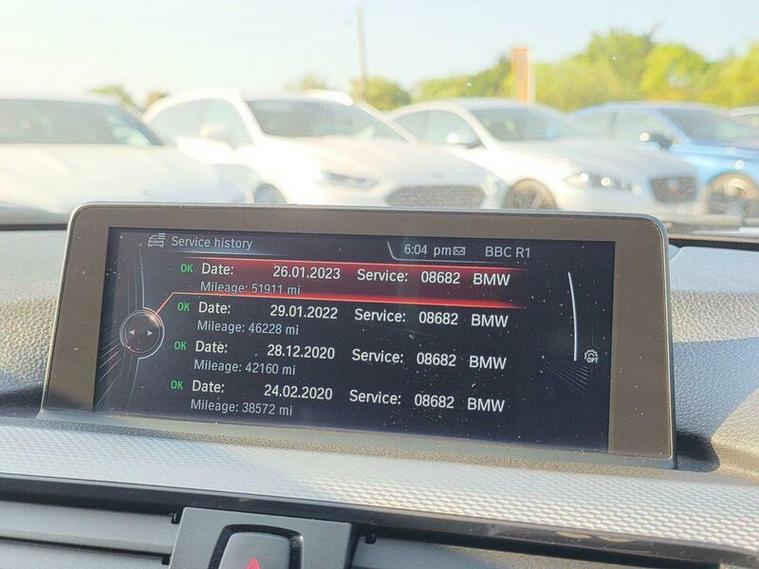 Service history 6:04 pm BBC R1
OK Date: 26.01.2023 Service: 08682 BMW
Mileage: 51911 mi
OK Date: 29.01.2022 Service: 08682 BMW
Mileage: 46228 mi
OK Date: 28.12.2020 Service: 08682 BMW
Mileage: 42160 mi
OK Date: 24.02.2020 Service: 08682 BMW
Mileage: 38572 mi
OPT